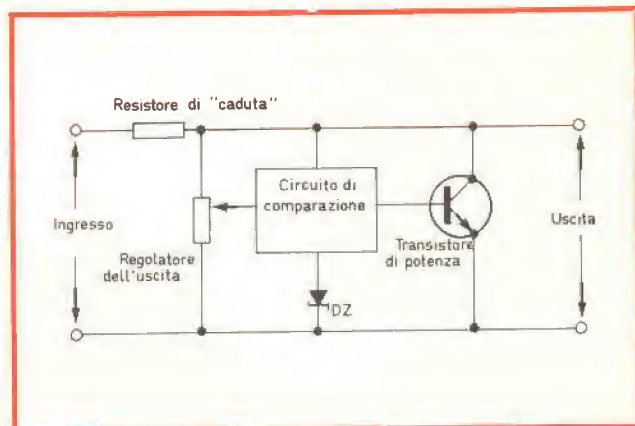 Resistore di "caduta"
Ingresso
Regolatore
dell'uscita
Circuito di
comparazione
DZ
Transistore
di potenza
Uscita